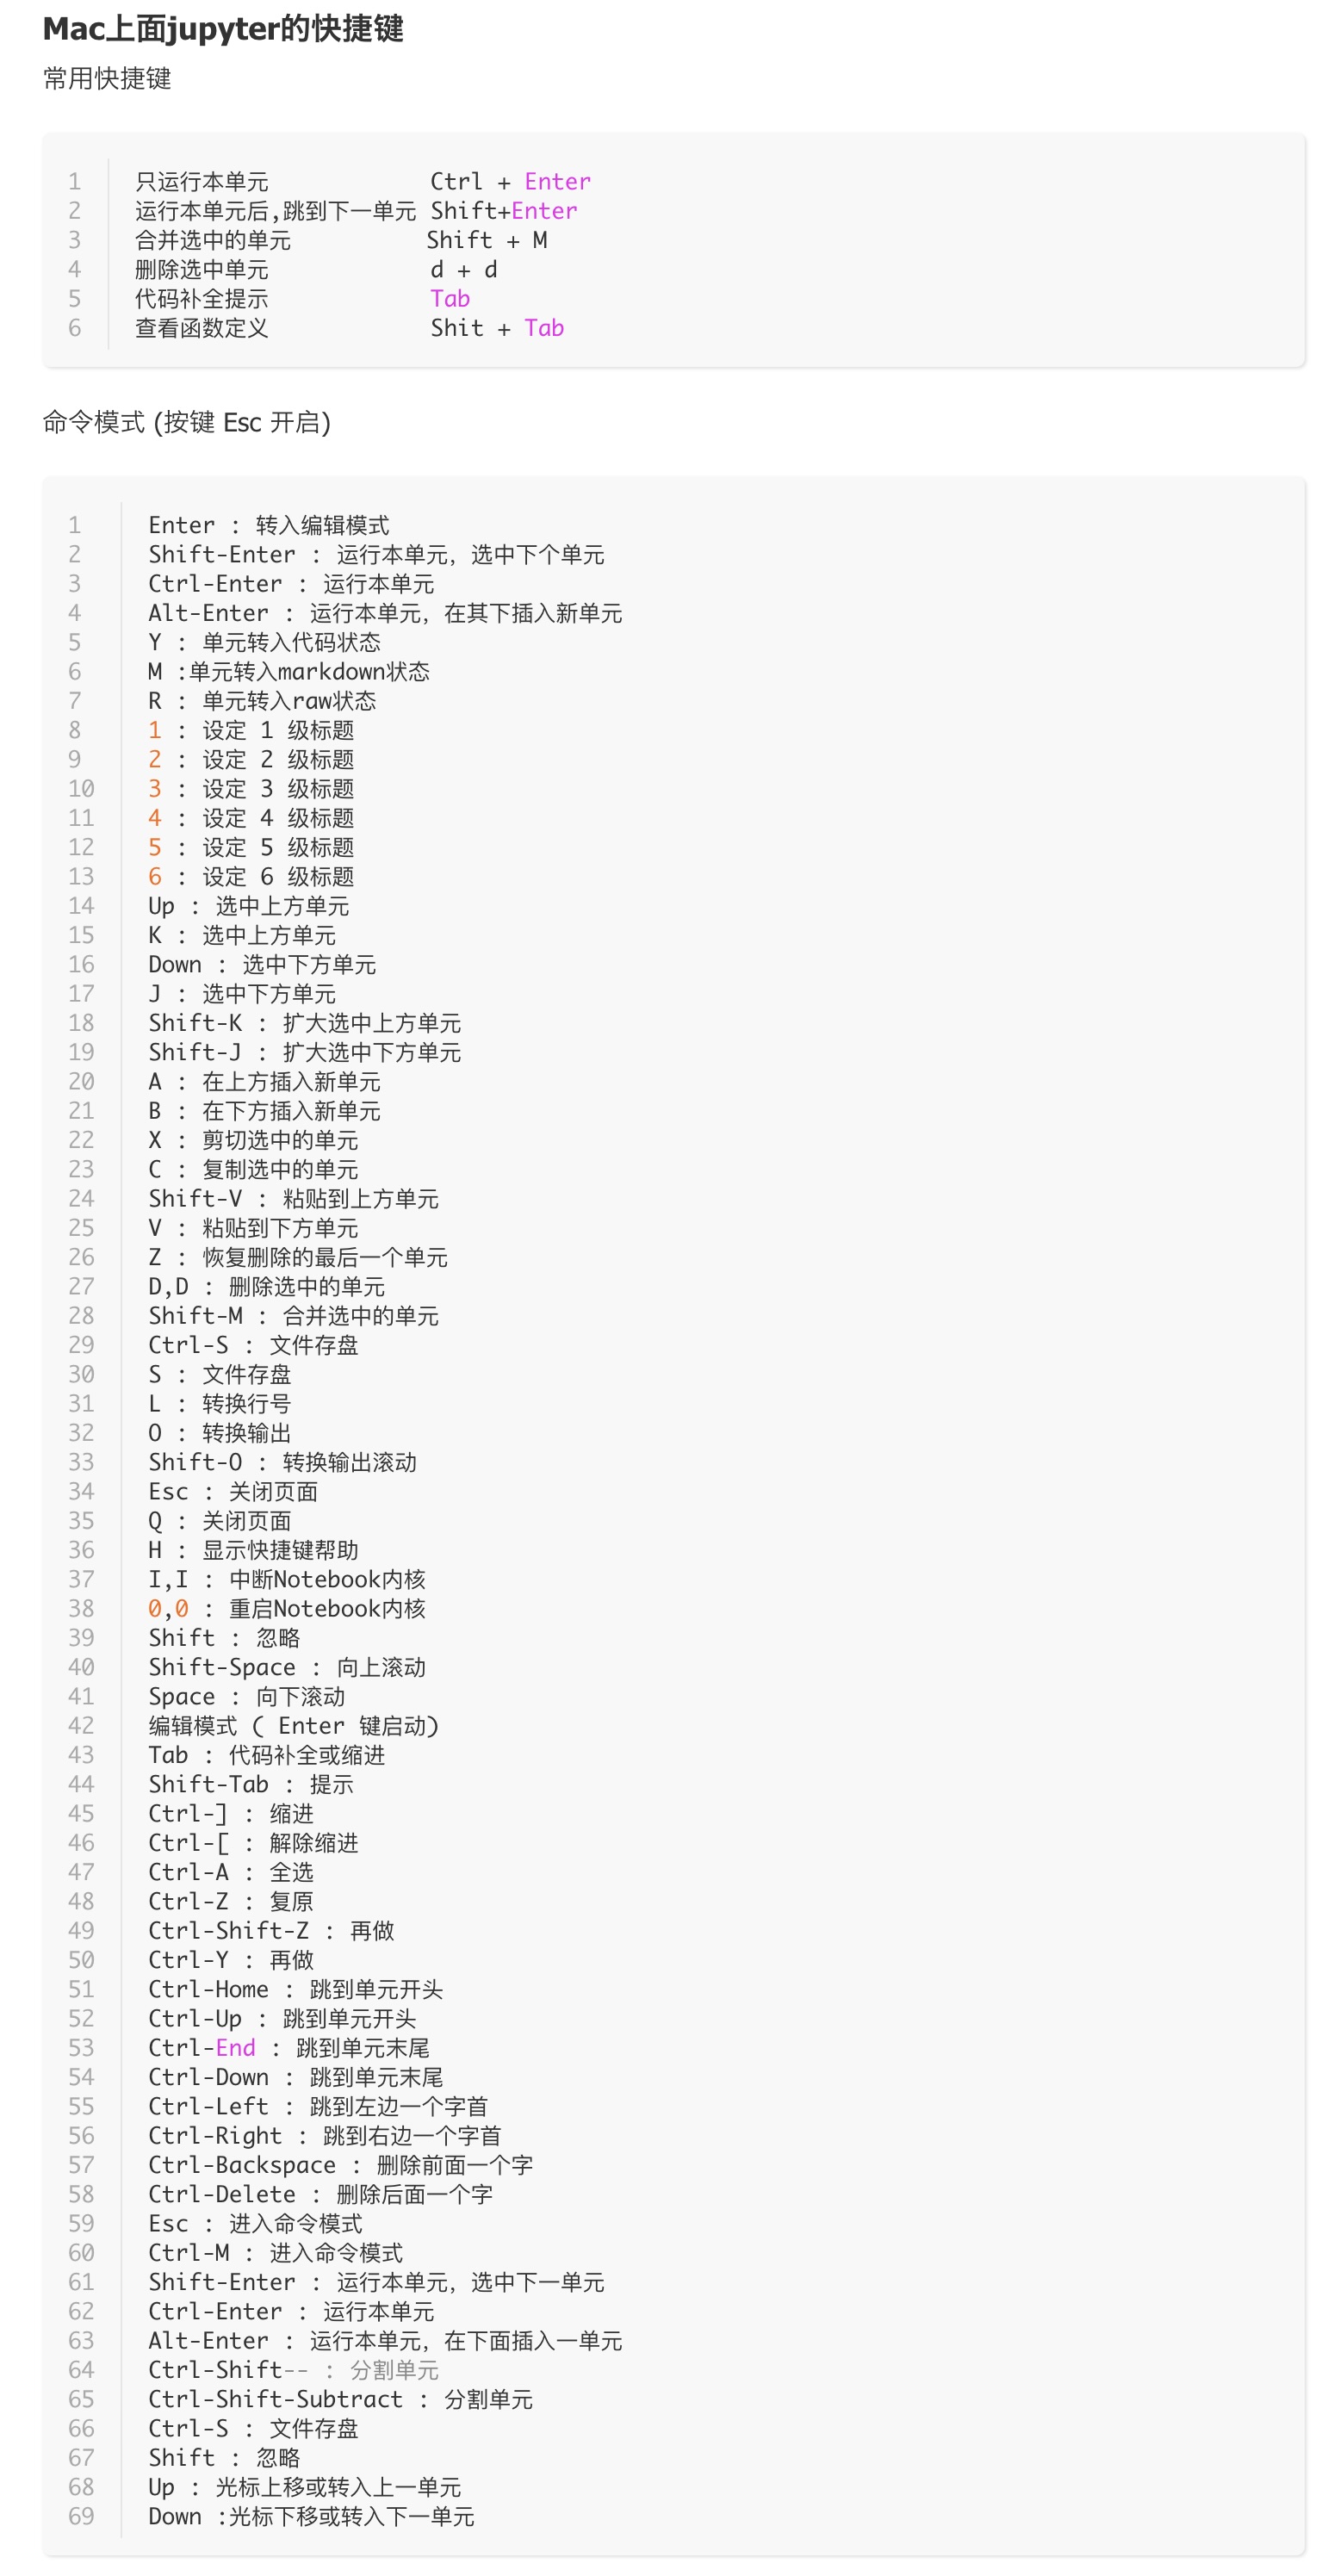 Mac上面jupyter的快捷键
常用快捷键
1 只运行本单元 Ctrl + Enter
2 运行本单元后,跳到下一单元 Shift+Enter
3 合并选中的单元 Shift + M
4 删除选中单元 d + d
5 代码补全提示 Tab
6 查看函数定义 Shit + Tab
命令模式 (按键 Esc 开启)
1 Enter : 转入编辑模式
2 Shift-Enter : 运行本单元，选中下个单元
3 Ctrl-Enter : 运行本单元
4 Alt-Enter : 运行本单元，在其下插入新单元
5 Y : 单元转入代码状态
6 M :单元转入markdown状态
7 R : 单元转入raw状态
8 1 : 设定 1 级标题
9 2 : 设定 2 级标题
10 3 : 设定 3 级标题
11 4 : 设定 4 级标题
12 5 : 设定 5 级标题
13 6 : 设定 6 级标题
14 Up : 选中上方单元
15 K : 选中上方单元
16 Down : 选中下方单元
17 J : 选中下方单元
18 Shift-K : 扩大选中上方单元
19 Shift-J : 扩大选中下方单元
20 A : 在上方插入新单元
21 B : 在下方插入新单元
22 X : 剪切选中的单元
23 C : 复制选中的单元
24 Shift-V : 粘贴到上方单元
25 V : 粘贴到下方单元
26 Z : 恢复删除的最后一个单元
27 D,D : 删除选中的单元
28 Shift-M : 合并选中的单元
29 Ctrl-S : 文件存盘
30 S : 文件存盘
31 L : 转换行号
32 O : 转换输出
33 Shift-O : 转换输出滚动
34 Esc : 关闭页面
35 Q : 关闭页面
36 H : 显示快捷键帮助
37 I,I : 中断Notebook内核
38 0,0 : 重启Notebook内核
39 Shift : 忽略
40 Shift-Space : 向上滚动
41 Space : 向下滚动
42 编辑模式 ( Enter 键启动)
43 Tab : 代码补全或缩进
44 Shift-Tab : 提示
45 Ctrl-] : 缩进
46 Ctrl-[ : 解除缩进
47 Ctrl-A : 全选
48 Ctrl-Z : 复原
49 Ctrl-Shift-Z : 再做
50 Ctrl-Y : 再做
51 Ctrl-Home : 跳到单元开头
52 Ctrl-Up : 跳到单元开头
53 Ctrl-End : 跳到单元末尾
54 Ctrl-Down : 跳到单元末尾
55 Ctrl-Left : 跳到左边一个字首
56 Ctrl-Right : 跳到右边一个字首
57 Ctrl-Backspace : 删除前面一个字
58 Ctrl-Delete : 删除后面一个字
59 Esc : 进入命令模式
60 Ctrl-M : 进入命令模式
61 Shift-Enter : 运行本单元，选中下一单元
62 Ctrl-Enter : 运行本单元
63 Alt-Enter : 运行本单元，在下面插入一单元
64 Ctrl-Shift-- : 分割单元
65 Ctrl-Shift-Subtract : 分割单元
66 Ctrl-S : 文件存盘
67 Shift : 忽略
68 Up : 光标上移或转入上一单元
69 Down :光标下移或转入下一单元